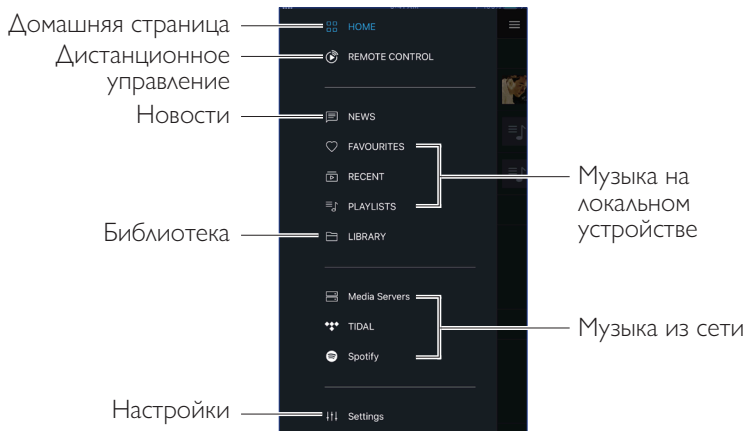 Домашняя страница
HOME
Дистанционное
управление
REMOTE CONTROL
Новости
NEWS
FAVOURITES
RECENT
PLAYLISTS
Музыка на
локальном
устройстве
Библиотека
LIBRARY
Media Servers
TIDAL
Spotify
Музыка из сети
Настройки
Settings